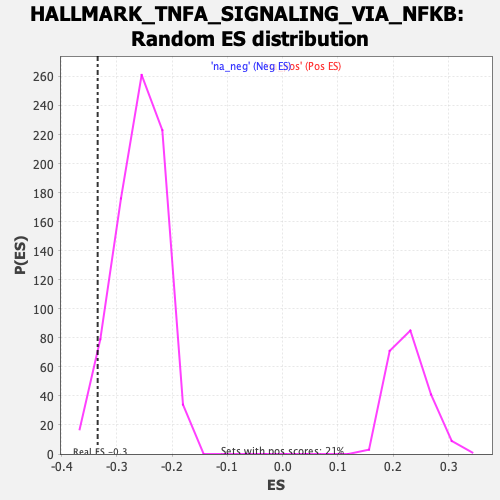 HALLMARK_TNFA_SIGNALING_VIA_NFKB:
Random ES distribution
'na_neg' (Neg ES) os' (Pos ES)
260
240
220
200
180
160
140
120
100
80
60
40
20
0
P(ES)
Real ES -0.3
Sets with pos scores: 21%
-0.4 -0.3 -0.2 -0.1 0.0 0.1 0.2 0.3
ES